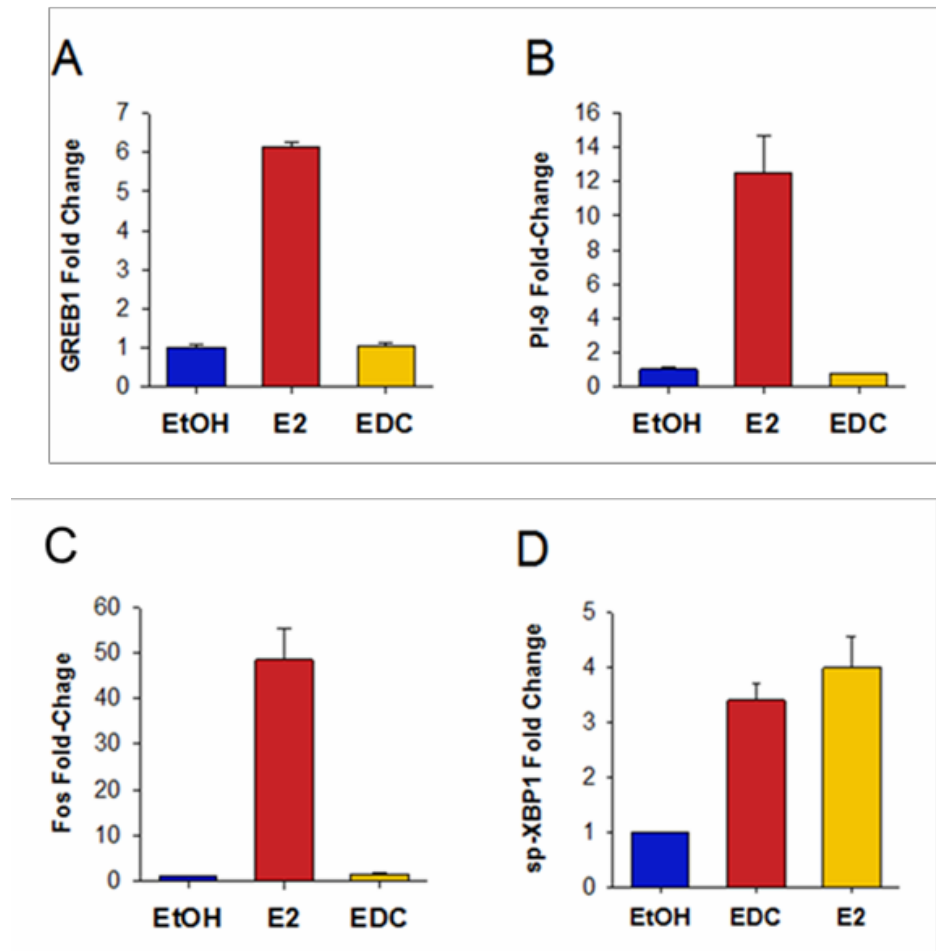 A
GREB1 Fold Change
7
6
5
4
3
2
1
0
EtOH E2 EDC
B
PI-9 Fold-Change
16
14
12
10
8
6
4
2
0
EtOH E2 EDC
C
Fos Fold-Chage
60
50
40
30
20
10
0
EtOH E2 EDC
D
sp-XBP1 Fold Change
5
4
3
2
1
0
EtOH EDC E2